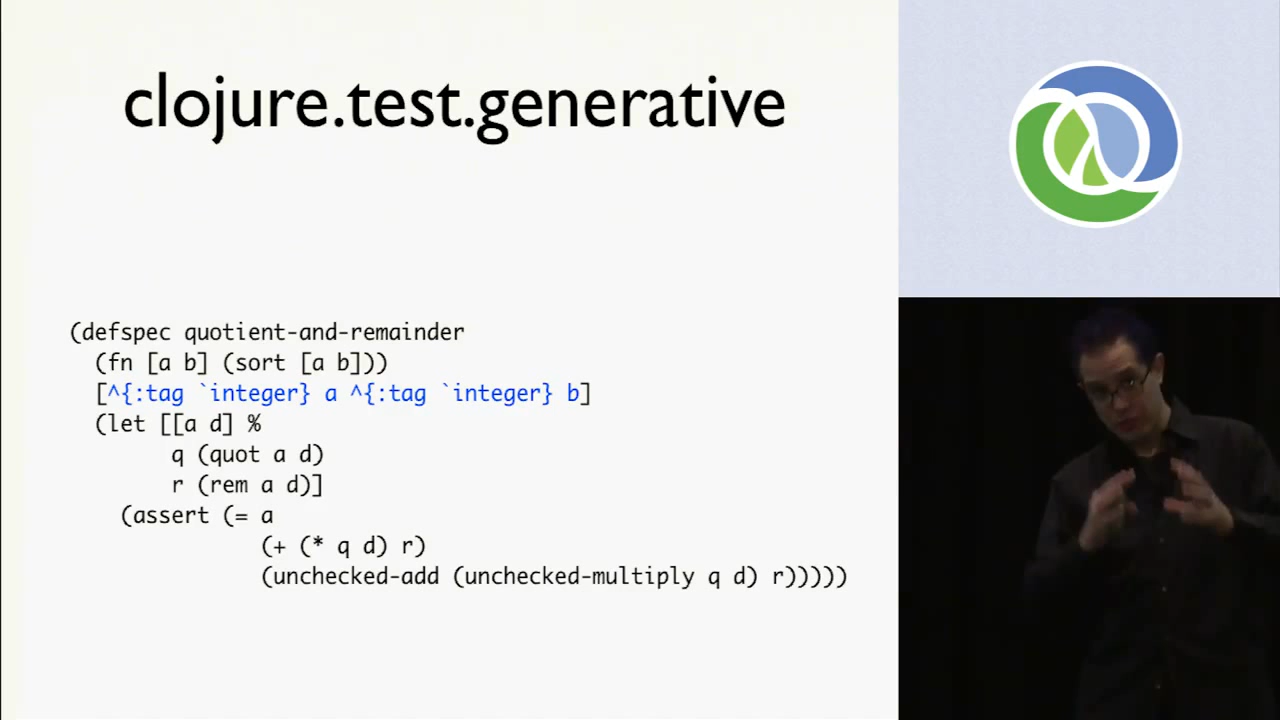 clojure.test.generative
(defspec quotient-and-remainder
(fn [a b] (sort [a b]))
[^{:tag `integer} a ^{:tag `integer} b]
(let [[a d] %
q (quot a d)
r (rem a d)]
(assert (= a
(+ (* q d) r)
(unchecked-add (unchecked-multiply q d) r)))))